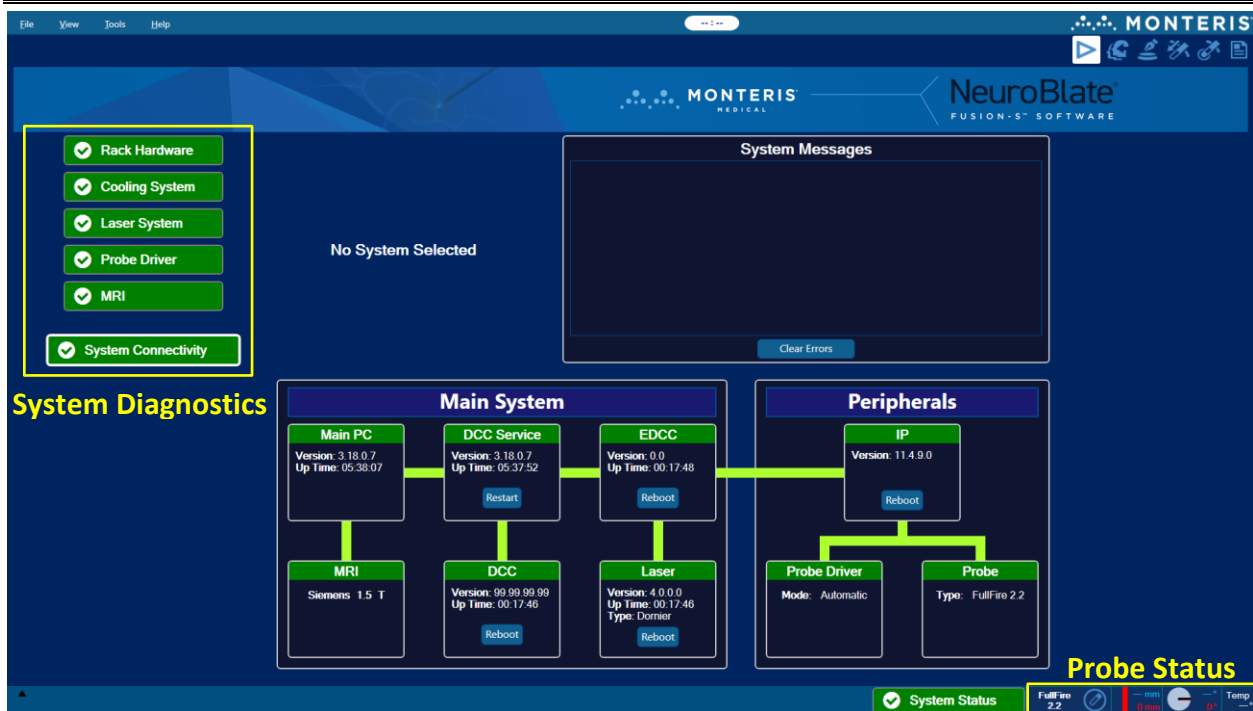 File View Tools Help
-- : --
MONTERIS
MONTERIS
MEDICAL
NeuroBlate®
FUSION-S™ SOFTWARE
Rack Hardware
Cooling System
Laser System
Probe Driver
MRI
System Connectivity
System Diagnostics
No System Selected
System Messages
Clear Errors
Main System
Main PC
Version: 3.18.0.7
Up Time: 05:38:07
DCC Service
Version: 3.18.0.7
Up Time: 05:37:52
Restart
EDCC
Version: 0.0
Up Time: 00:17:48
Reboot
MRI
Siemens 1.5 T
DCC
Version: 99.99.99.99
Up Time: 00:17:46
Reboot
Laser
Version: 4.0.0.0
Up Time: 00:17:46
Type: Dornier
Reboot
Peripherals
IP
Version: 11.4.9.0
Reboot
Probe Driver
Mode: Automatic
Probe
Type: FullFire 2.2
Probe Status
System Status
FullFire
2.2
--- mm
0 mm
---°
0°
Temp
---°